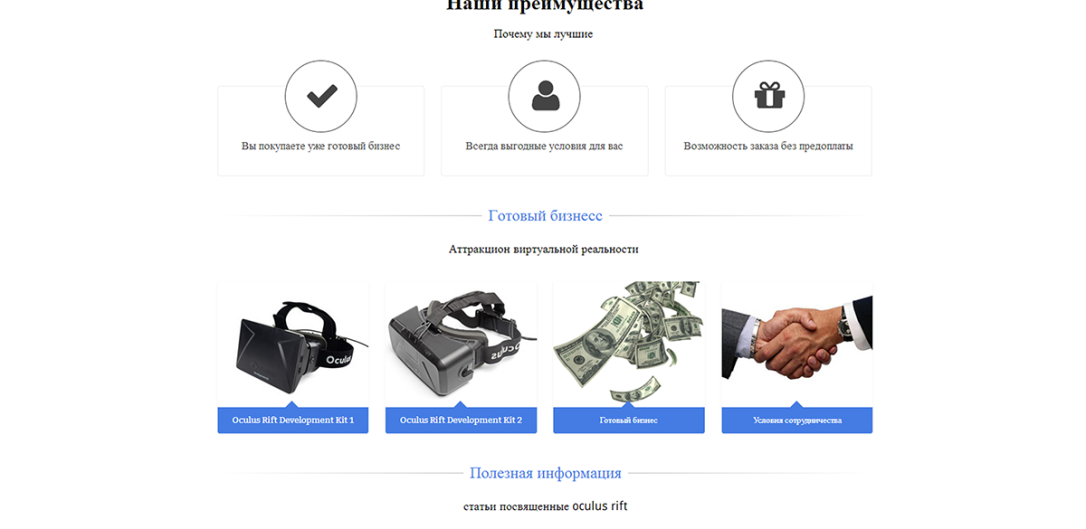 Наши преимущества
Почему мы лучшие
Вы покупаете уже готовый бизнес
Всегда выгодные условия для вас
Возможность заказа без предоплаты
Готовый бизнесс
Аттракцион виртуальной реальности
Oculus Rift Development Kit 1
Oculus Rift Development Kit 2
Готовый бизнес
Условия сотрудничества
Полезная информация
статьи посвященные oculus rift